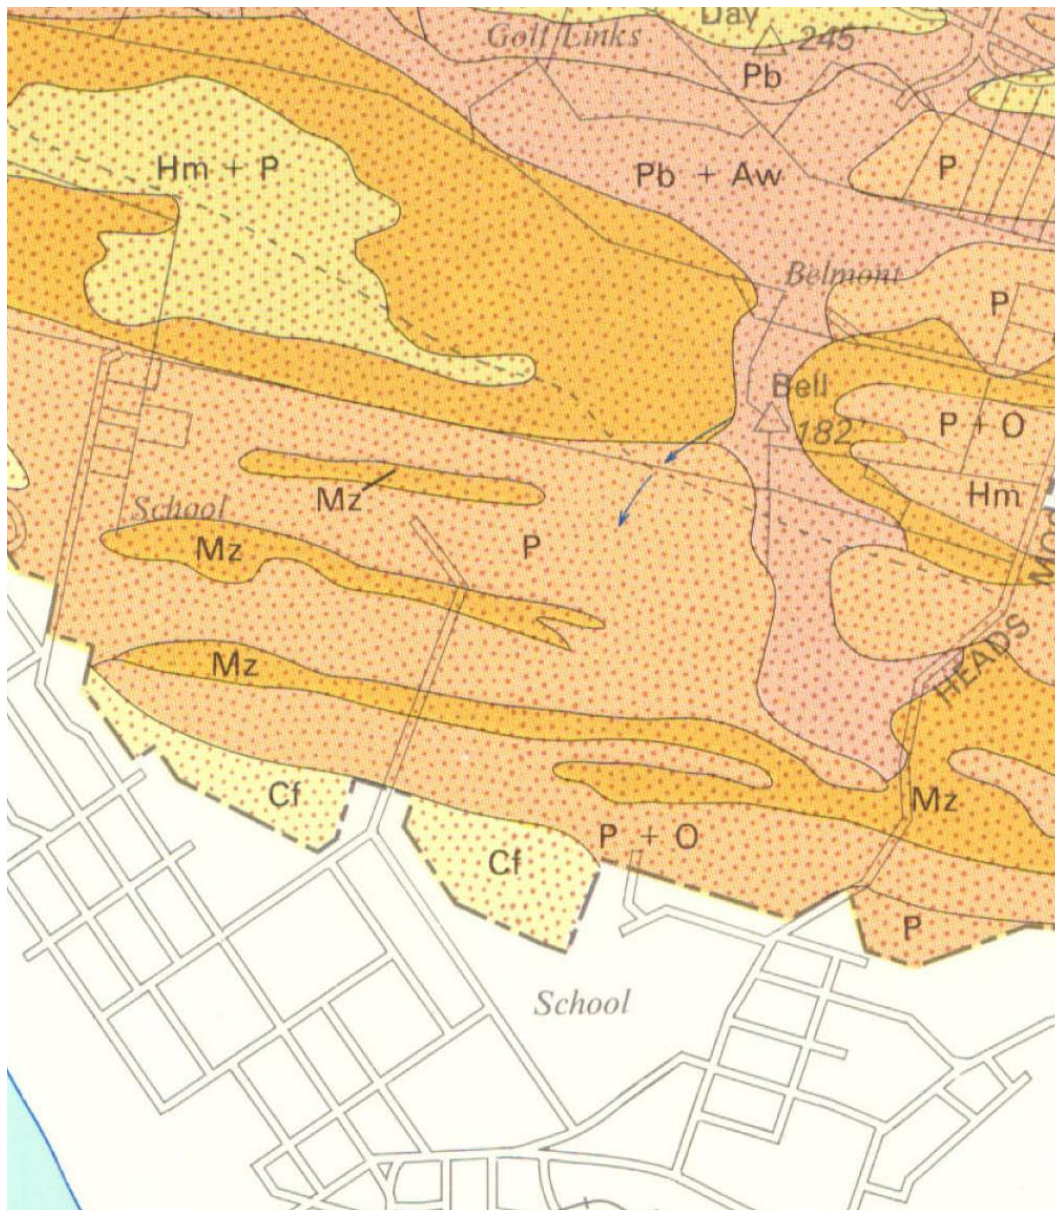 Day
Golf Links
245
Pb
Hm + P
Pb + Aw
P
Belmont
P
Bell
182
P + O
Mz
Hm
School
P
Mz
Mz
HEADS
Cf
Mz
P + O
Cf
P
School